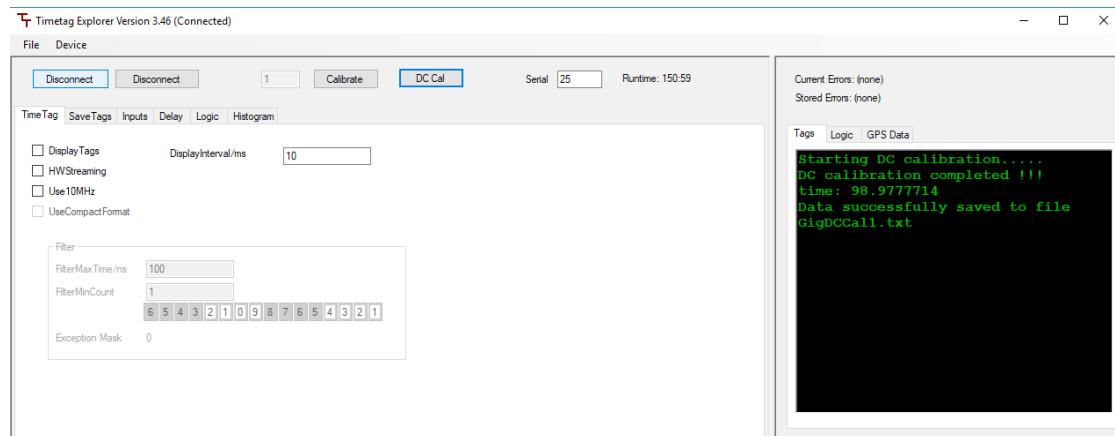 Timetag Explorer Version 3.46 (Connected)
File Device
Disconnect Disconnect 1 Calibrate DC Cal Serial 25 Runtime: 150:59
TimeTag SaveTags Inputs Delay Logic Histogram
DisplayTags DisplayInterval/ms 10
HWStreaming
Use10MHz
UseCompactFormat
Filter
FilterMaxTime/ns 100
FilterMinCount 1
6 5 4 3 2 1 0 9 8 7 6 5 4 3 2 1
Exception Mask 0
Current Errors: (none)
Stored Errors: (none)
Tags Logic GPS Data
Starting DC calibration.....
DC calibration completed !!!
time: 98.9777714
Data successfully saved to file
GigDCCal1.txt